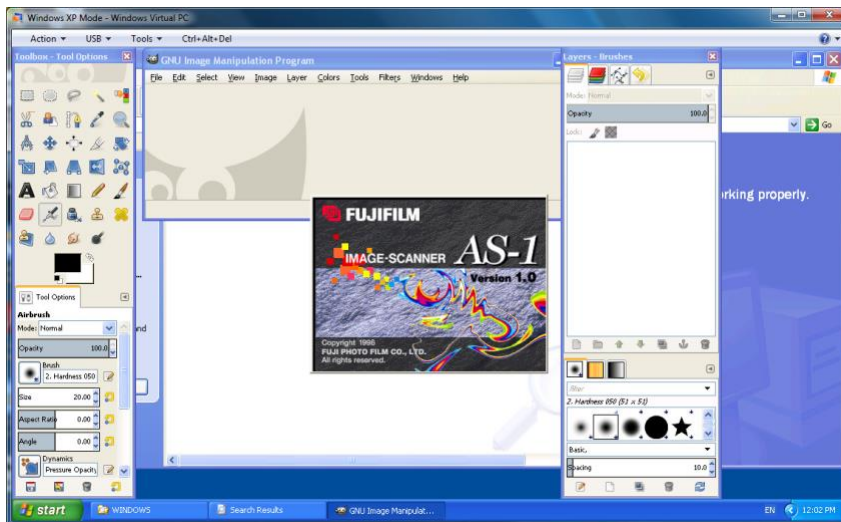 Windows XP Mode - Windows Virtual PC
Action USB Tools Ctrl+Alt+Del
Toolbox - Tool Options
GNU Image Manipulation Program
File Edit Select View Image Layer Colors Tools Filters Windows Help
Layers - Brushes
Mode: Normal
Opacity 100.0
Lock:
Go
rking properly.
FUJIFILM
IMAGE-SCANNER AS-1
Version 1.0
Copyright 1996
FUJI PHOTO FILM CO., LTD.
All rights reserved.
Tool Options
Airbrush
Mode: Normal
Opacity 100.0
Brush
2. Hardness 050
Size 20.00
Aspect Ratio 0.00
Angle 0.00
Dynamics
Pressure Opacity
...
nd
filter
2. Hardness 050 (51 x 51)
Basic,
Spacing 10.0
start WINDOWS Search Results GNU Image Manipulat... EN 12:02 PM